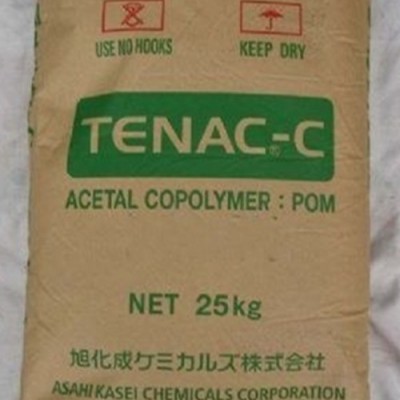 USE NO HOOKS KEEP DRY
TENAC-C
®
ACETAL COPOLYMER : POM
NET 25kg
旭化成ケミカルズ株式会社
ASAHI KASEI CHEMICALS CORPORATION